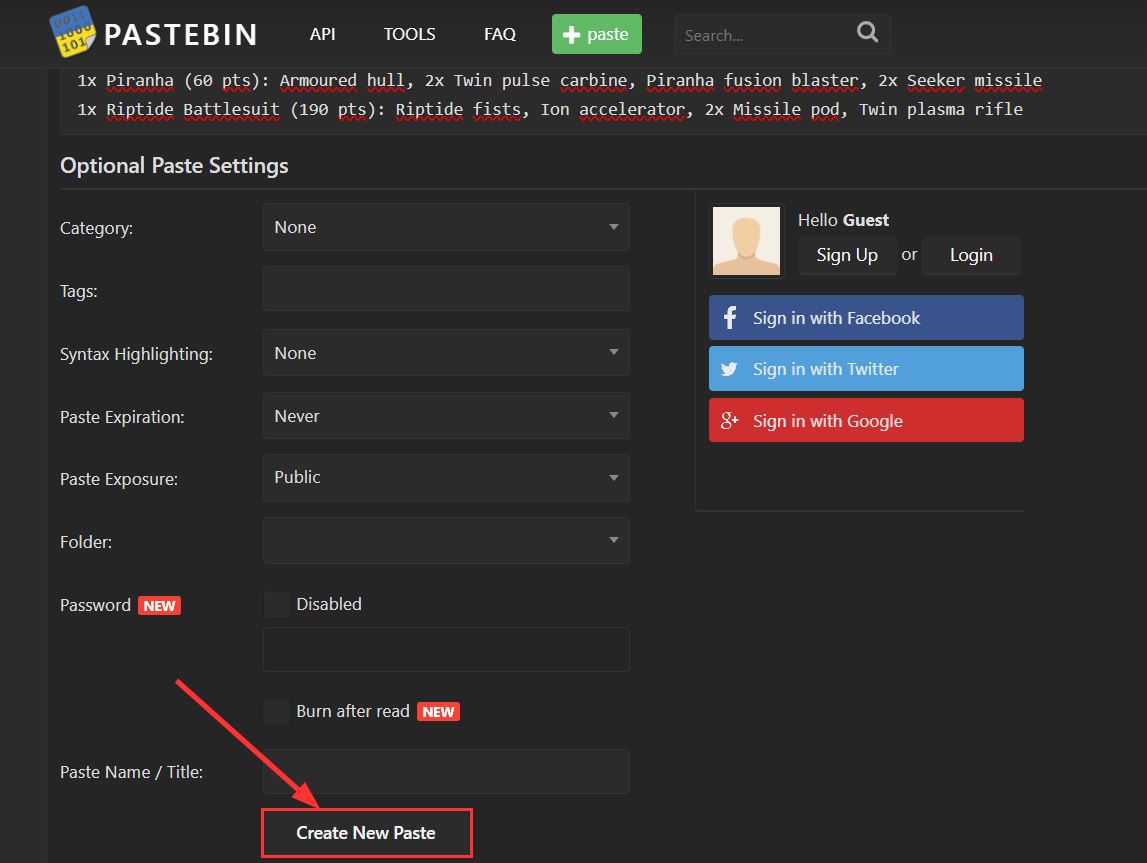 0011
1000
101
PASTEBIN
API
TOOLS
FAQ
+ paste
Search...
1x Piranha (60 pts): Armoured hull, 2x Twin pulse carbine, Piranha fusion blaster, 2x Seeker missile
1x Riptide Battlesuit (190 pts): Riptide fists, Ion accelerator, 2x Missile pod, Twin plasma rifle
Optional Paste Settings
Category:
None
Tags:
Syntax Highlighting:
None
Paste Expiration:
Never
Paste Exposure:
Public
Folder:
Password NEW
Disabled
Burn after read NEW
Paste Name / Title:
Create New Paste
Hello Guest
Sign Up or Login
Sign in with Facebook
Sign in with Twitter
Sign in with Google